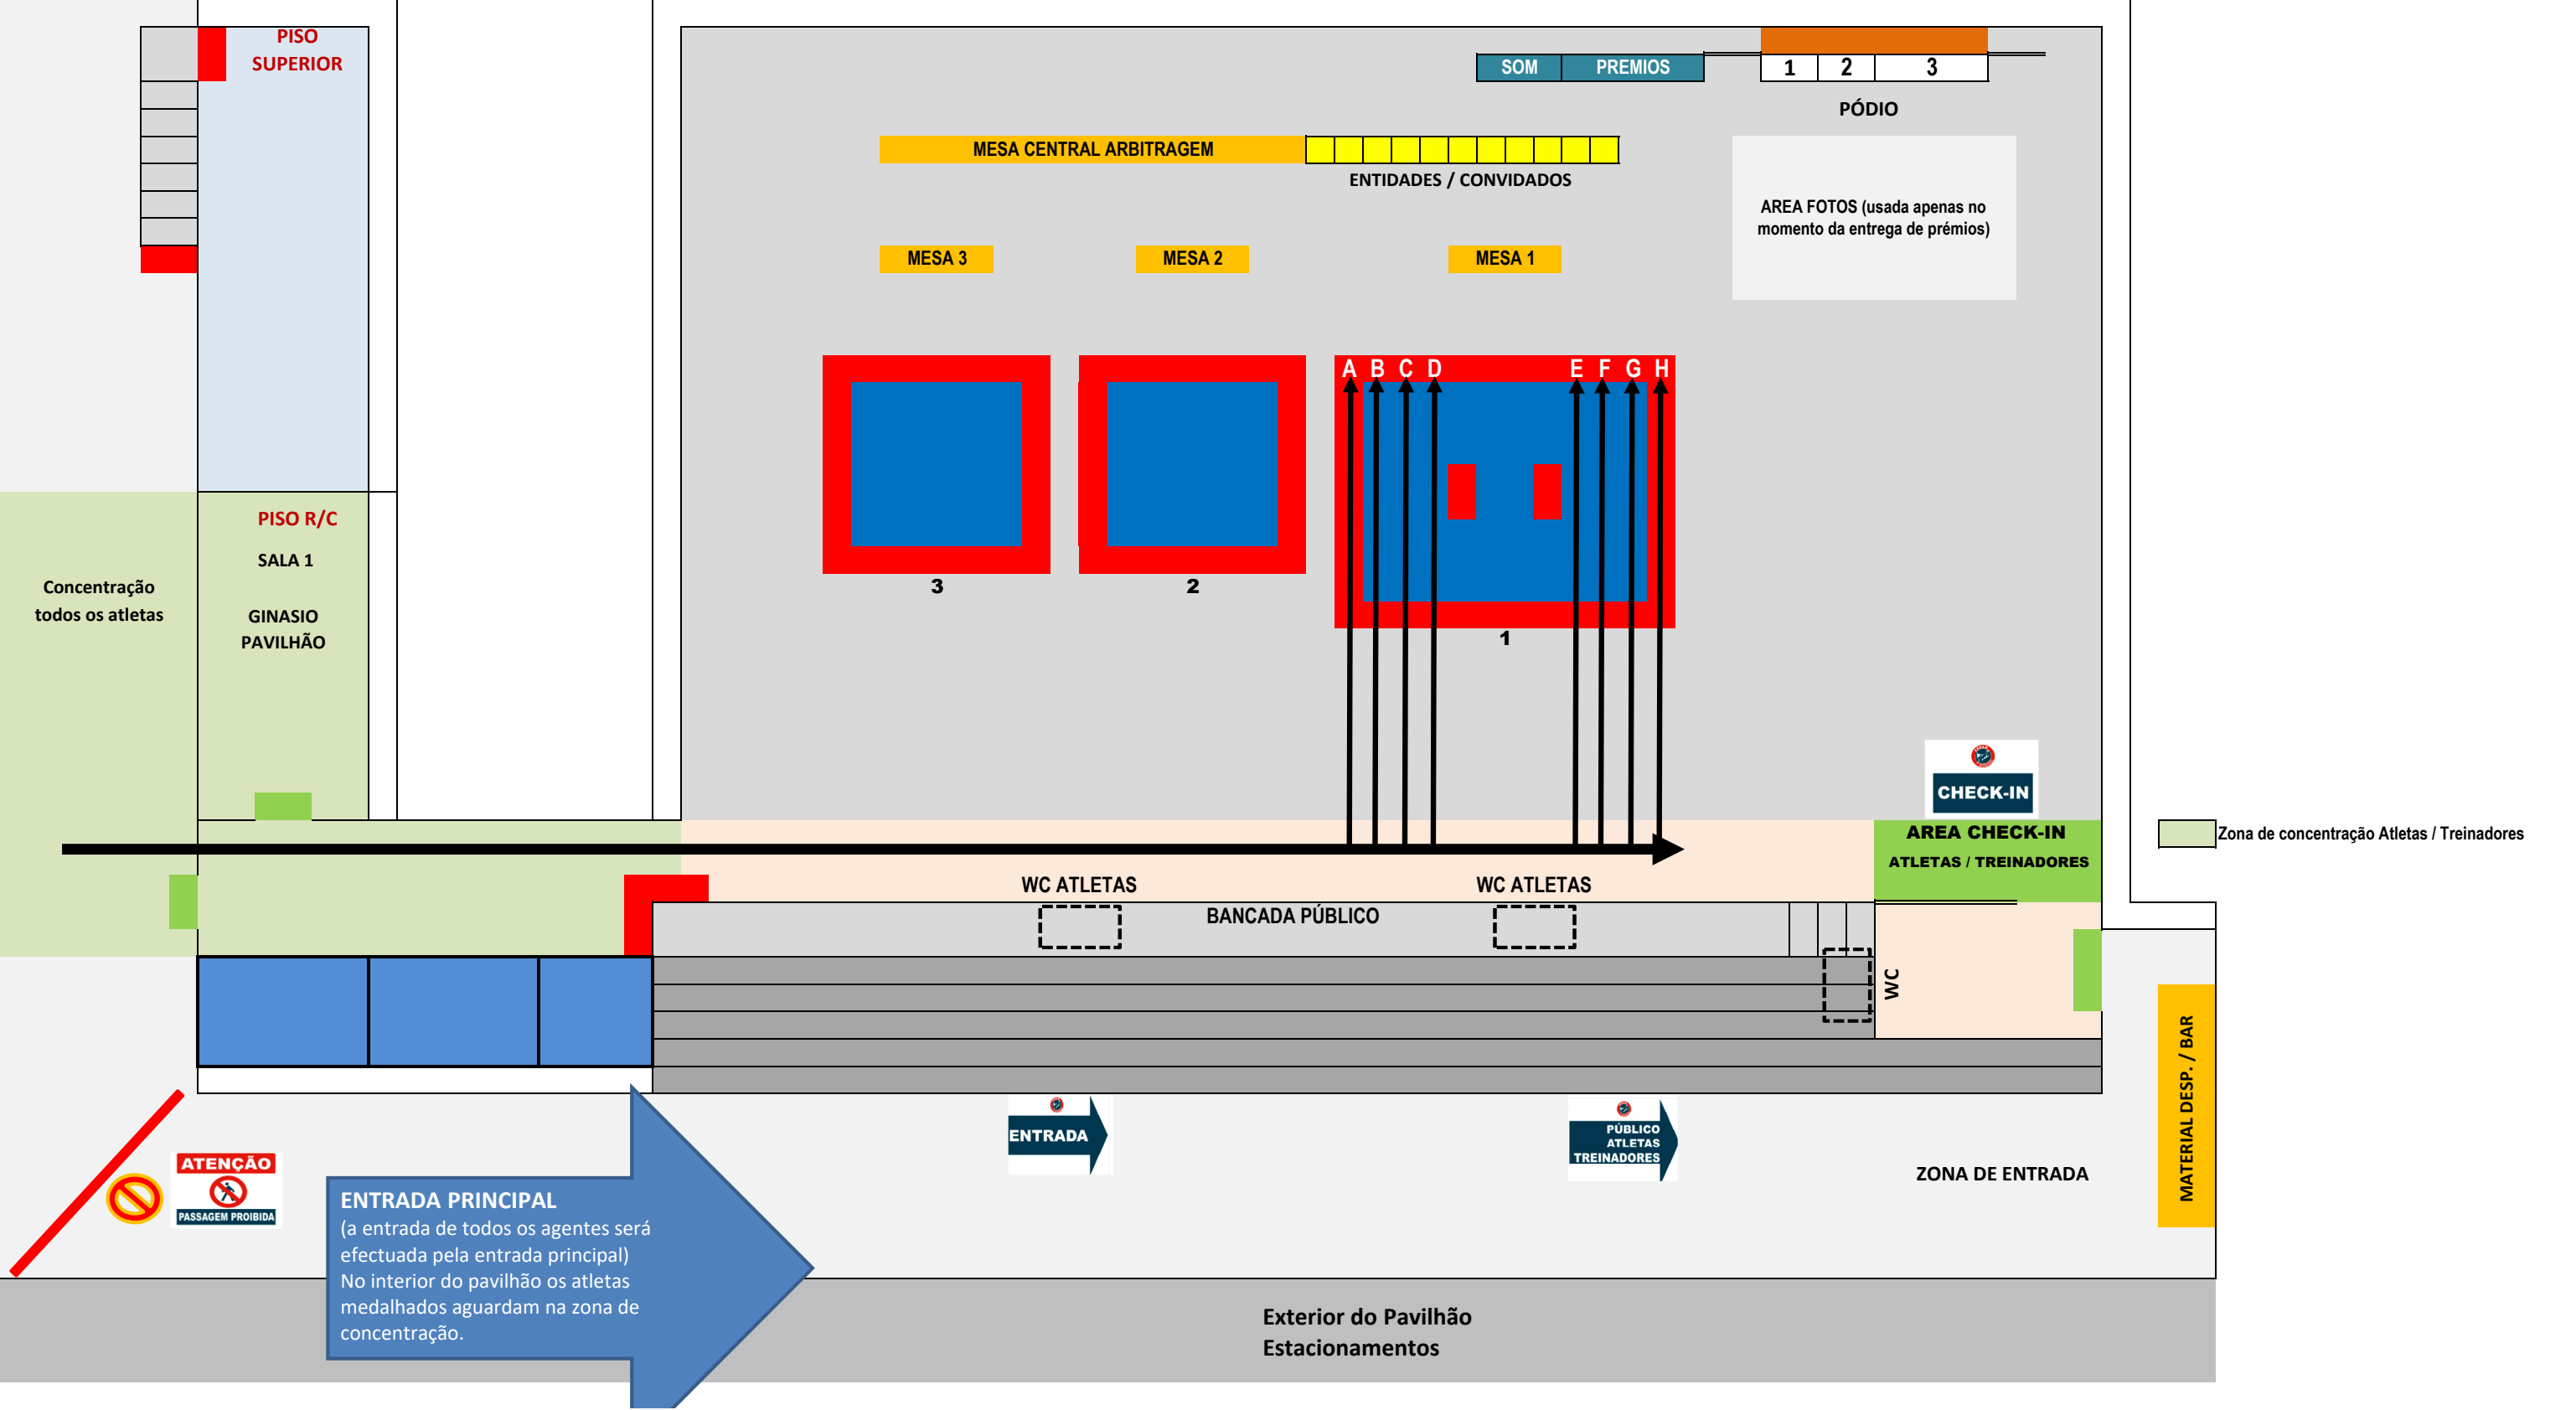 PISO
SUPERIOR
SOM
PREMIOS
1
2
3
PÓDIO
MESA CENTRAL ARBITRAGEM
ENTIDADES / CONVIDADOS
AREA FOTOS (usada apenas no
momento da entrega de prémios)
MESA 3
MESA 2
MESA 1
A B C D E F G H
3
2
1
PISO R/C
SALA 1
GINASIO
PAVILHÃO
Concentração
todos os atletas
CHECK-IN
AREA CHECK-IN
ATLETAS / TREINADORES
Zona de concentração Atletas / Treinadores
WC ATLETAS
WC ATLETAS
BANCADA PÚBLICO
WC
MATERIAL DESP. / BAR
ENTRADA
PÚBLICO
ATLETAS
TREINADORES
ZONA DE ENTRADA
ATENÇÃO
PASSAGEM PROIBIDA
ENTRADA PRINCIPAL
(a entrada de todos os agentes será
efectuada pela entrada principal)
No interior do pavilhão os atletas
medalhados aguardam na zona de
concentração.
Exterior do Pavilhão
Estacionamentos